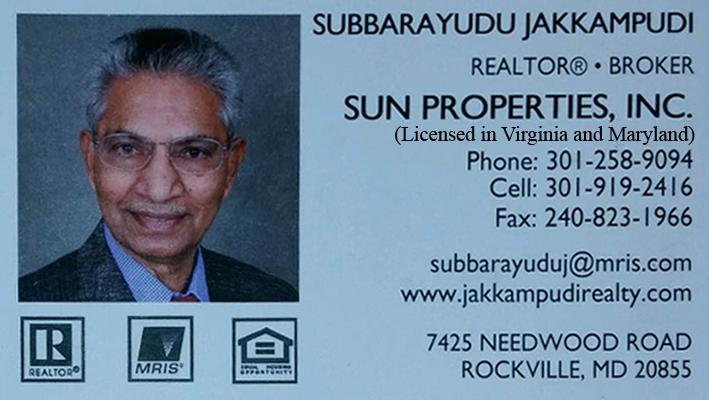 SUBBARAYUDU JAKKAMPUDI
REALTOR® • BROKER
SUN PROPERTIES, INC.
(Licensed in Virginia and Maryland)
Phone: 301-258-9094
Cell: 301-919-2416
Fax: 240-823-1966
subbarayuduj@mris.com
www.jakkampudirealty.com
7425 NEEDWOOD ROAD
ROCKVILLE, MD 20855
R
REALTOR®
MRIS®
EQUAL HOUSING
OPPORTUNITY